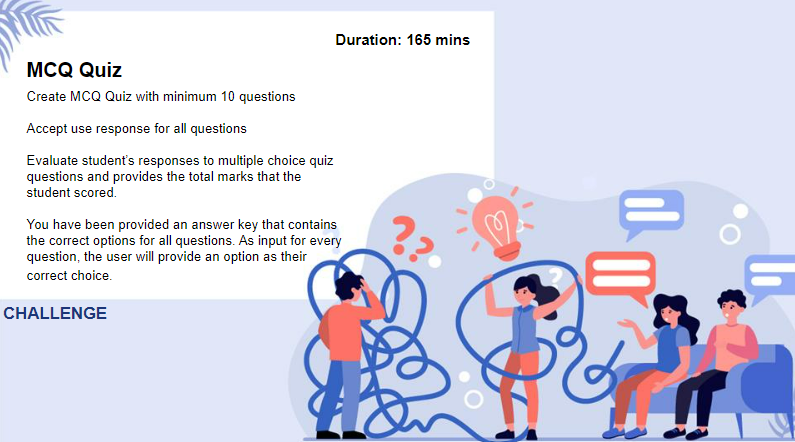 Duration: 165 mins
MCQ Quiz
Create MCQ Quiz with minimum 10 questions
Accept use response for all questions
Evaluate student's responses to multiple choice quiz
questions and provides the total marks that the
student scored.
You have been provided an answer key that contains
the correct options for all questions. As input for every
question, the user will provide an option as their
correct choice.
CHALLENGE
??